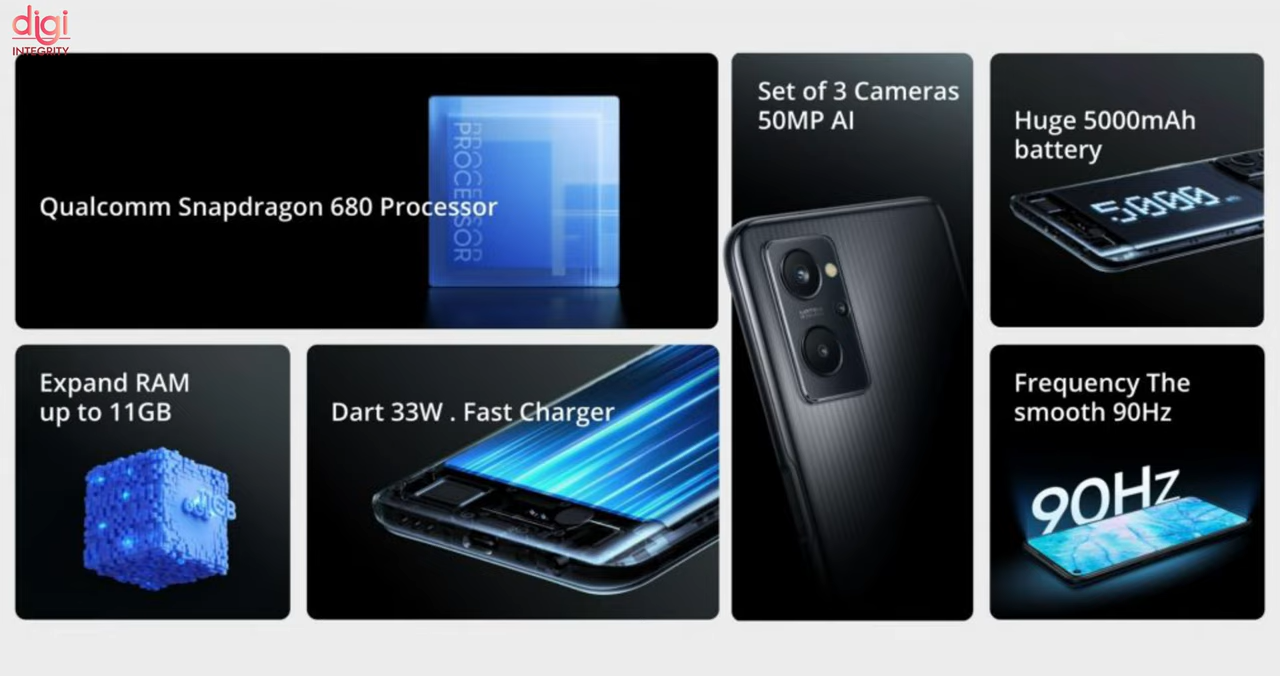 digi
INTEGRITY
Qualcomm Snapdragon 680 Processor
PROCESSOR
Set of 3 Cameras
50MP AI
Huge 5000mAh
battery
5000
Expand RAM
up to 11GB
Dart 33W . Fast Charger
Frequency The
smooth 90Hz
90Hz